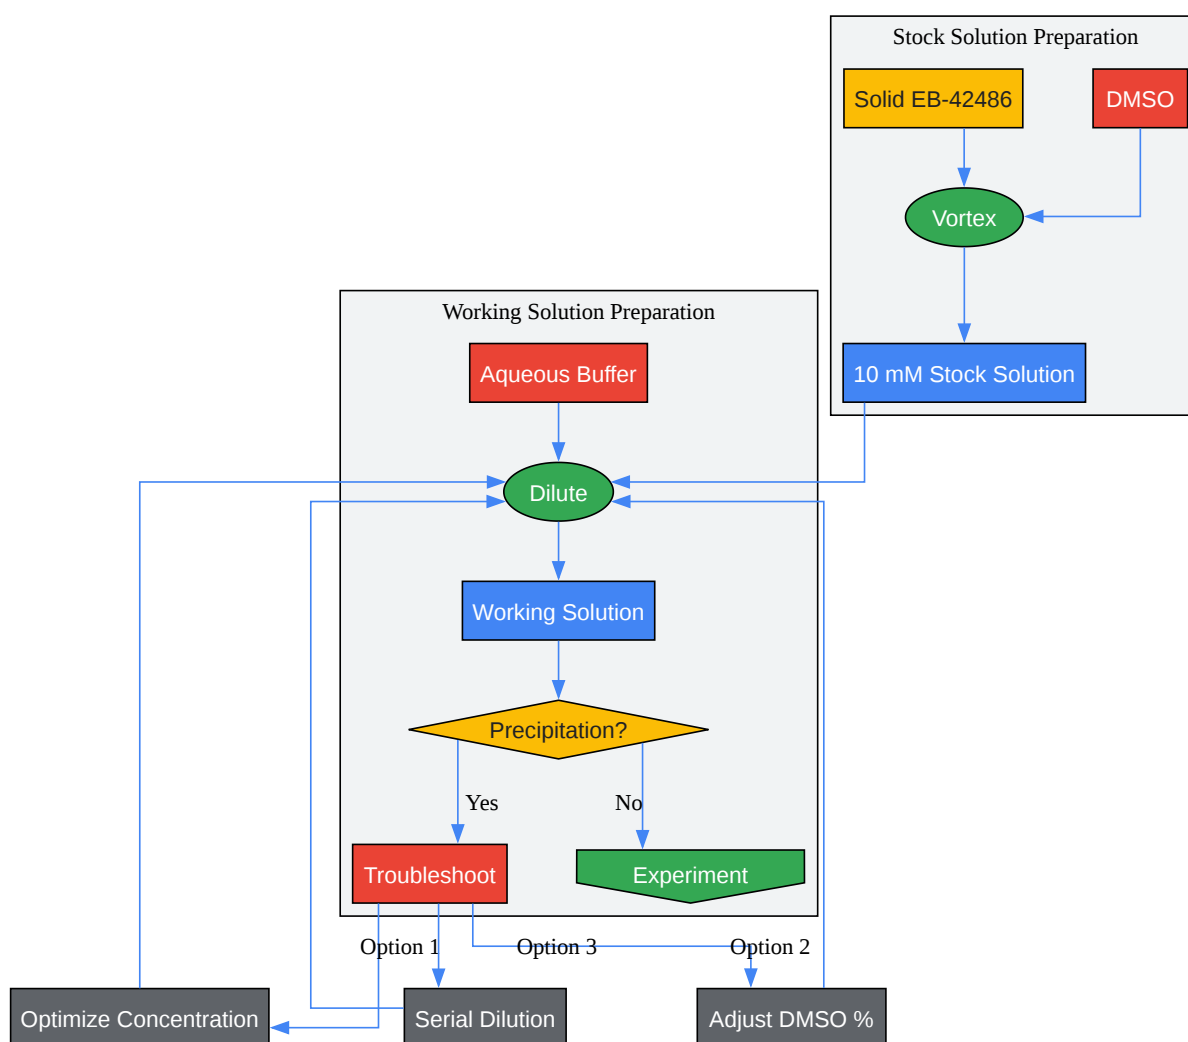 Stock Solution Preparation
Solid EB-42486
DMSO
Vortex
10 mM Stock Solution
Working Solution Preparation
Aqueous Buffer
Dilute
Working Solution
Precipitation?
Yes
No
Troubleshoot
Experiment
Option 1
Option 3
Option 2
Optimize Concentration
Serial Dilution
Adjust DMSO %